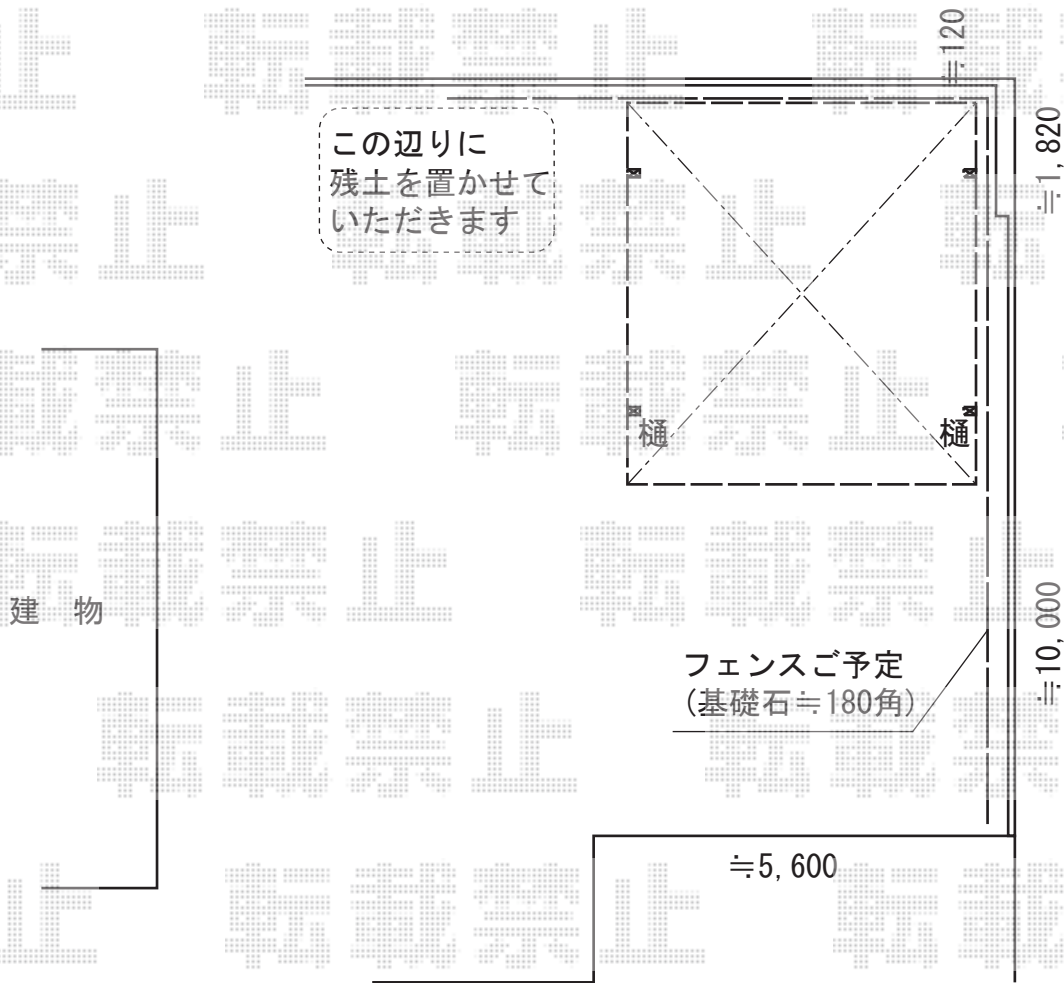 ≒120
≒1,820
この辺りに
残土を置かせて
いただきます
樋
樋
建 物
フェンスご予定
(基礎石≒180角)
≒10,000
≒5,600
転載禁止